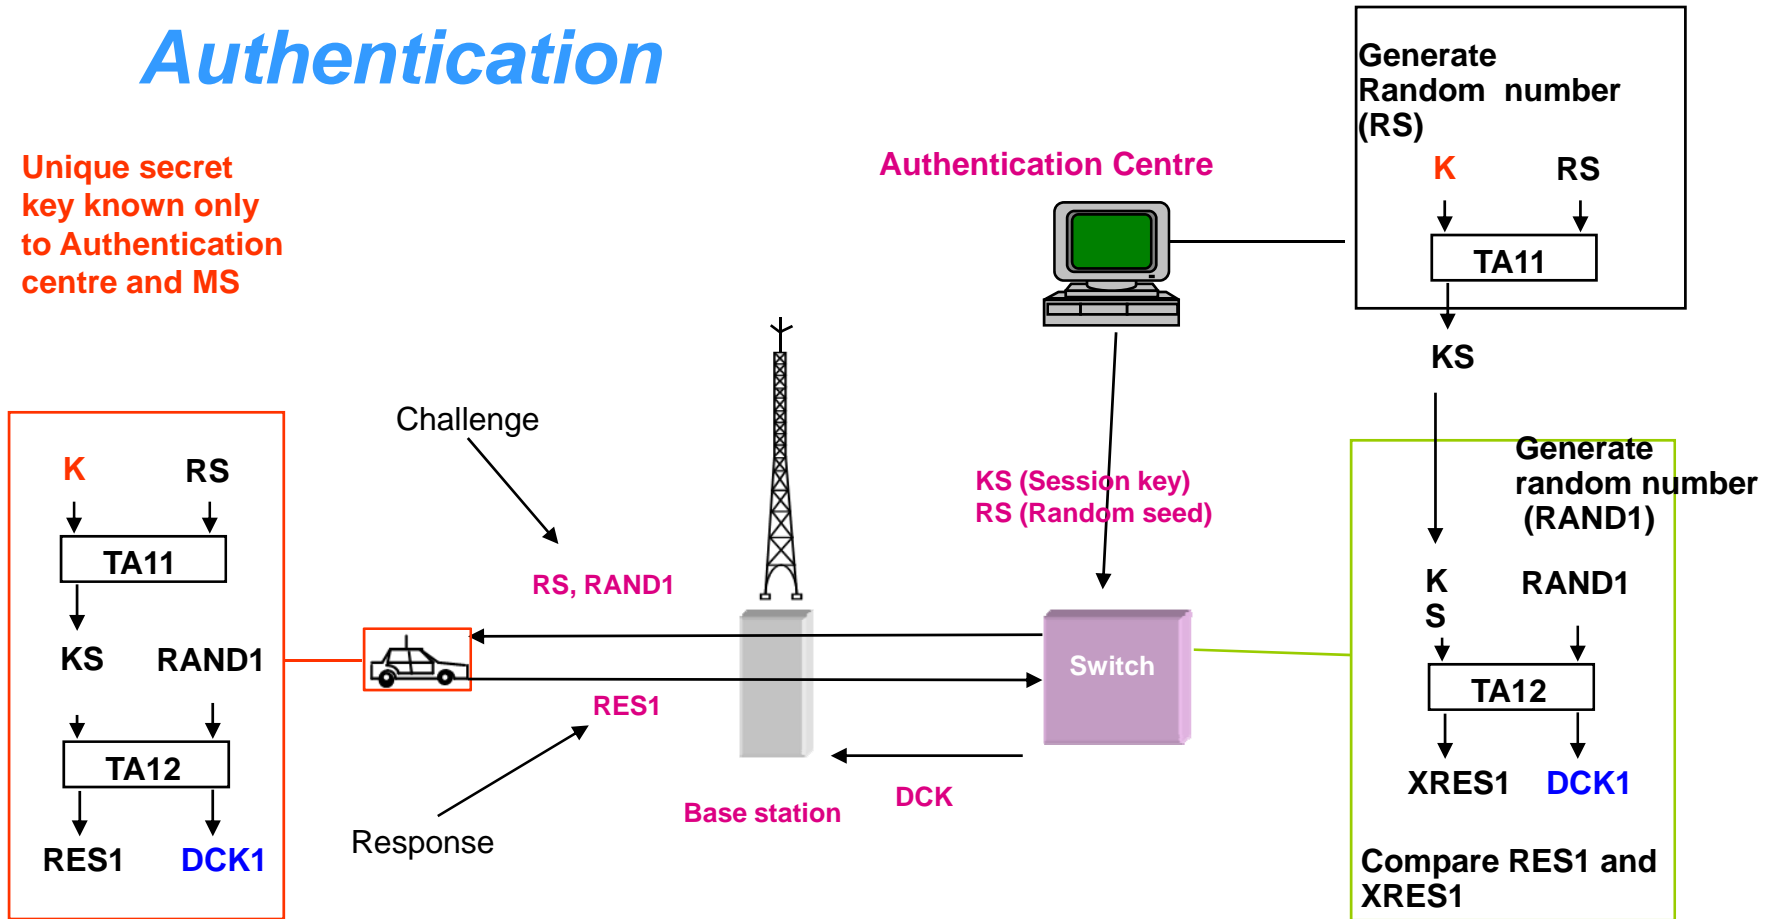 Authentication
Unique secret
key known only
to Authentication
centre and MS
Authentication Centre
Generate
Random number
(RS)
K
RS
TA11
KS
Challenge
KS (Session key)
RS (Random seed)
RS, RAND1
RES1
Response
Base station
DCK
Switch
K
RS
TA11
KS
RAND1
TA12
RES1
DCK1
Generate
random number
(RAND1)
K
S
RAND1
TA12
XRES1
DCK1
Compare RES1 and
XRES1